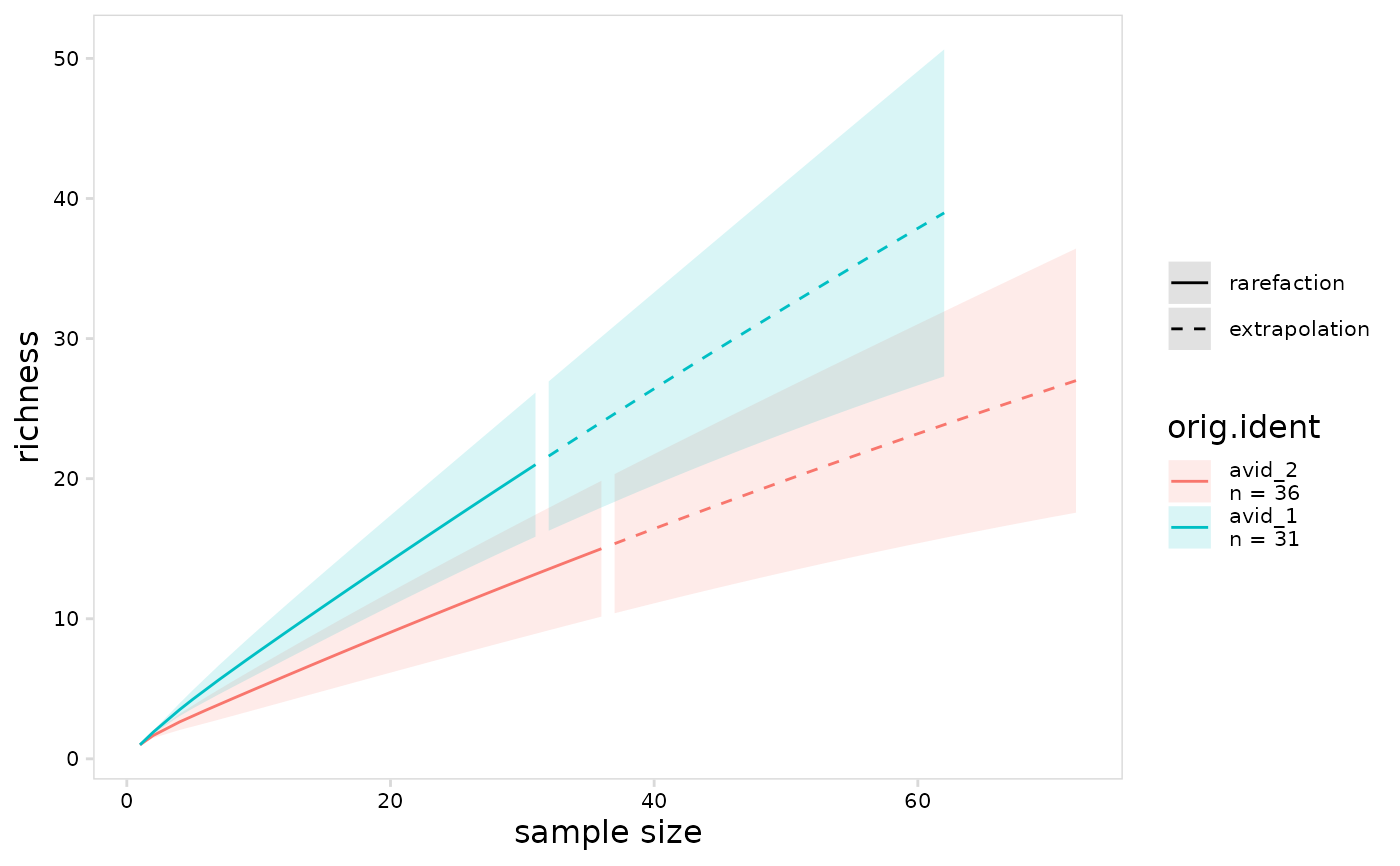 50
40
30
20
10
0
richness
0
20
40
60
sample size
rarefaction
extrapolation
orig.ident
avid_2
n = 36
avid_1
n = 31